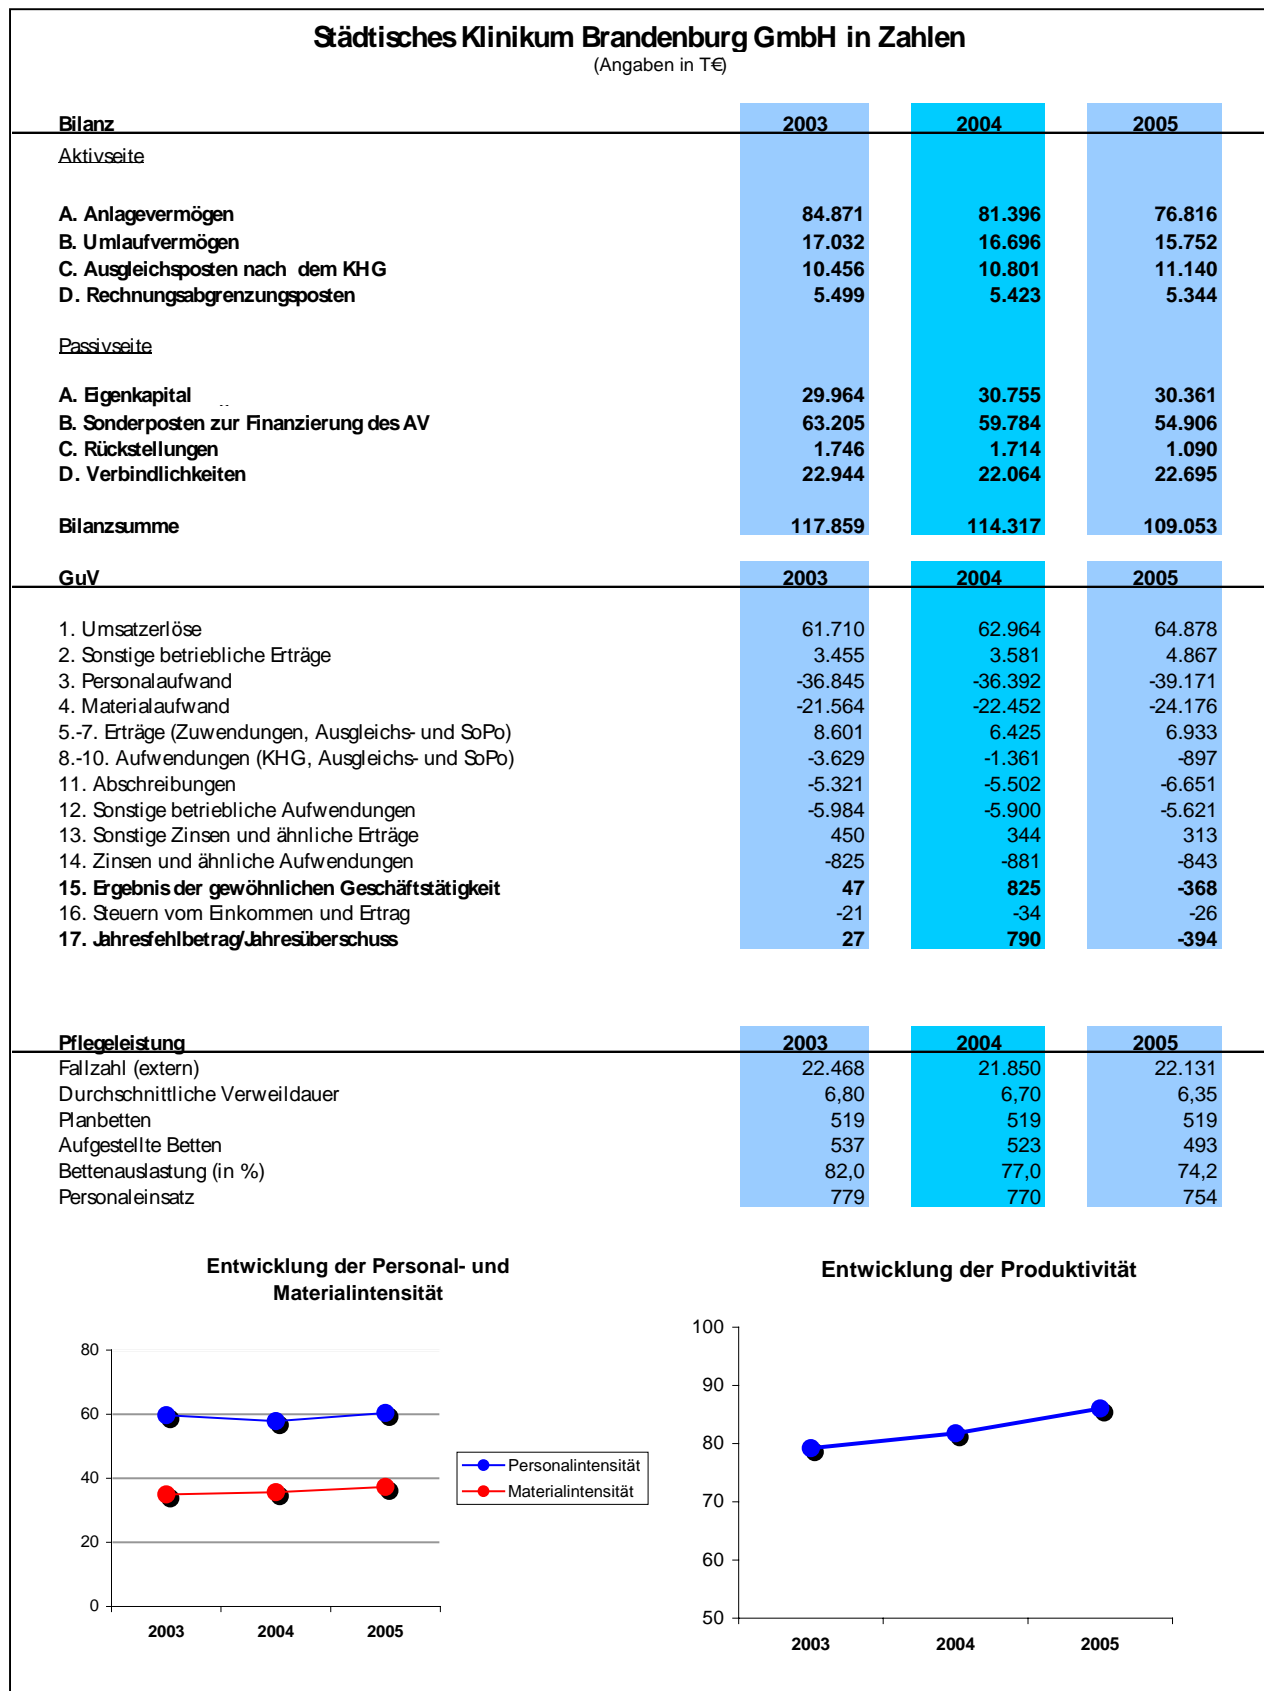 Städtisches Klinikum Brandenburg GmbH in Zahlen
(Angaben in T€)
Bilanz 2003 2004 2005
Aktivseite
A. Anlagevermögen 84.871 81.396 76.816
B. Umlaufvermögen 17.032 16.696 15.752
C. Ausgleichsposten nach dem KHG 10.456 10.801 11.140
D. Rechnungsabgrenzungsposten 5.499 5.423 5.344
Passivseite
A. Eigenkapital 29.964 30.755 30.361
B. Sonderposten zur Finanzierung des AV 63.205 59.784 54.906
C. Rückstellungen 1.746 1.714 1.090
D. Verbindlichkeiten 22.944 22.064 22.695
Bilanzsumme 117.859 114.317 109.053
GuV 2003 2004 2005
1. Umsatzerlöse 61.710 62.964 64.878
2. Sonstige betriebliche Erträge 3.455 3.581 4.867
3. Personalaufwand -36.845 -36.392 -39.171
4. Materialaufwand -21.564 -22.452 -24.176
5.-7. Erträge (Zuwendungen, Ausgleichs- und SoPo) 8.601 6.425 6.933
8.-10. Aufwendungen (KHG, Ausgleichs- und SoPo) -3.629 -1.361 -897
11. Abschreibungen -5.321 -5.502 -6.651
12. Sonstige betriebliche Aufwendungen -5.984 -5.900 -5.621
13. Sonstige Zinsen und ähnliche Erträge 450 344 313
14. Zinsen und ähnliche Aufwendungen -825 -881 -843
15. Ergebnis der gewöhnlichen Geschäftstätigkeit 47 825 -368
16. Steuern vom Einkommen und Ertrag -21 -34 -26
17. Jahresfehlbetrag/Jahresüberschuss 27 790 -394
Pflegeleistung 2003 2004 2005
Fallzahl (extern) 22.468 21.850 22.131
Durchschnittliche Verweildauer 6,80 6,70 6,35
Planbetten 519 519 519
Aufgestellte Betten 537 523 493
Bettenauslastung (in %) 82,0 77,0 74,2
Personaleinsatz 779 770 754
Entwicklung der Personal- und
Materialintensität
80
60
40
20
0
2003 2004 2005
Personalintensität
Materialintensität
Entwicklung der Produktivität
100
90
80
70
60
50
2003 2004 2005